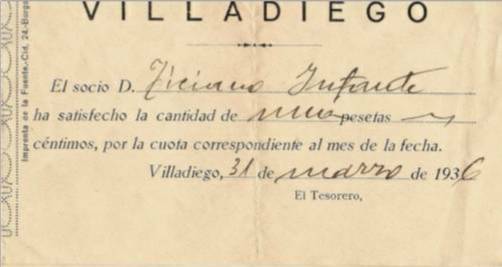 VILLADIEGO
El socio D. Ticiano Infante
ha satisfecho la cantidad de una pesetas
céntimos, por la cuota correspondiente al mes de la fecha.
Villadiego, 31 de marzo de 1936
El Tesorero,
Imprenta de la Fuente.-Cid, 24.-Burgos